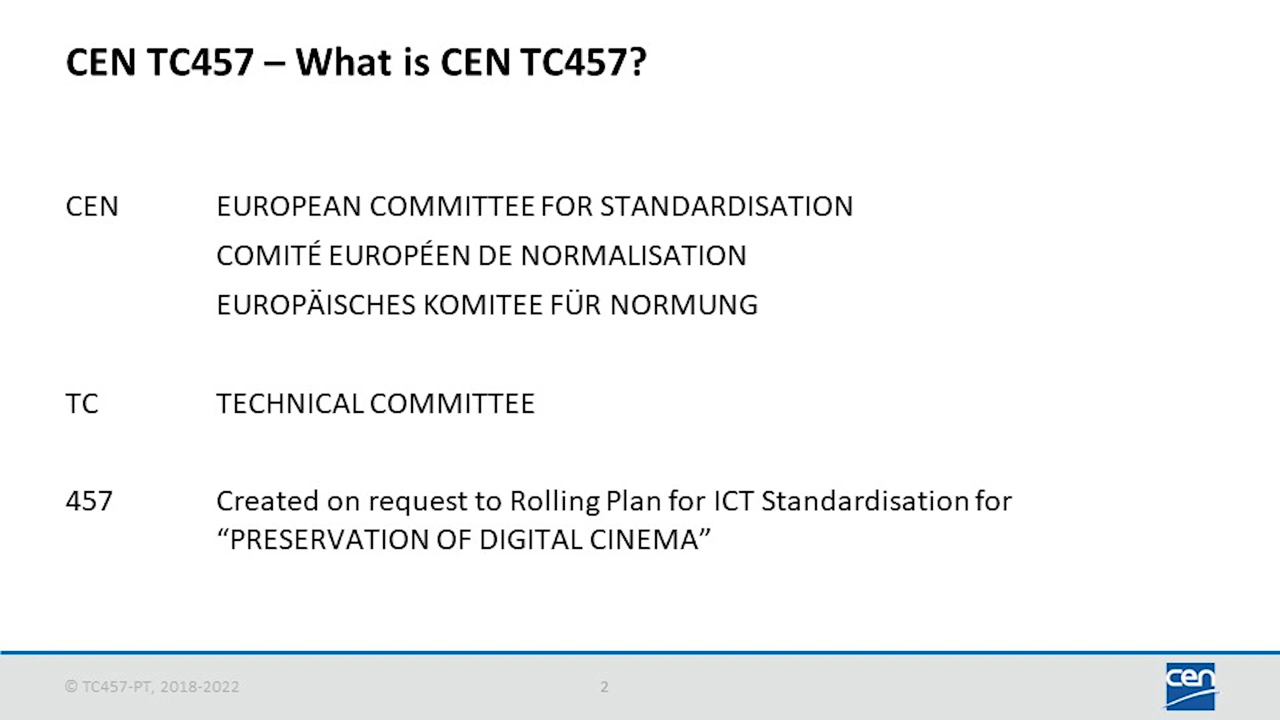 CEN TC457 – What is CEN TC457?
CEN EUROPEAN COMMITTEE FOR STANDARDISATION
COMITÉ EUROPÉEN DE NORMALISATION
EUROPÄISCHES KOMITEE FÜR NORMUNG
TC TECHNICAL COMMITTEE
457 Created on request to Rolling Plan for ICT Standardisation for
“PRESERVATION OF DIGITAL CINEMA”
© TC457-PT, 2018-2022
2
cen